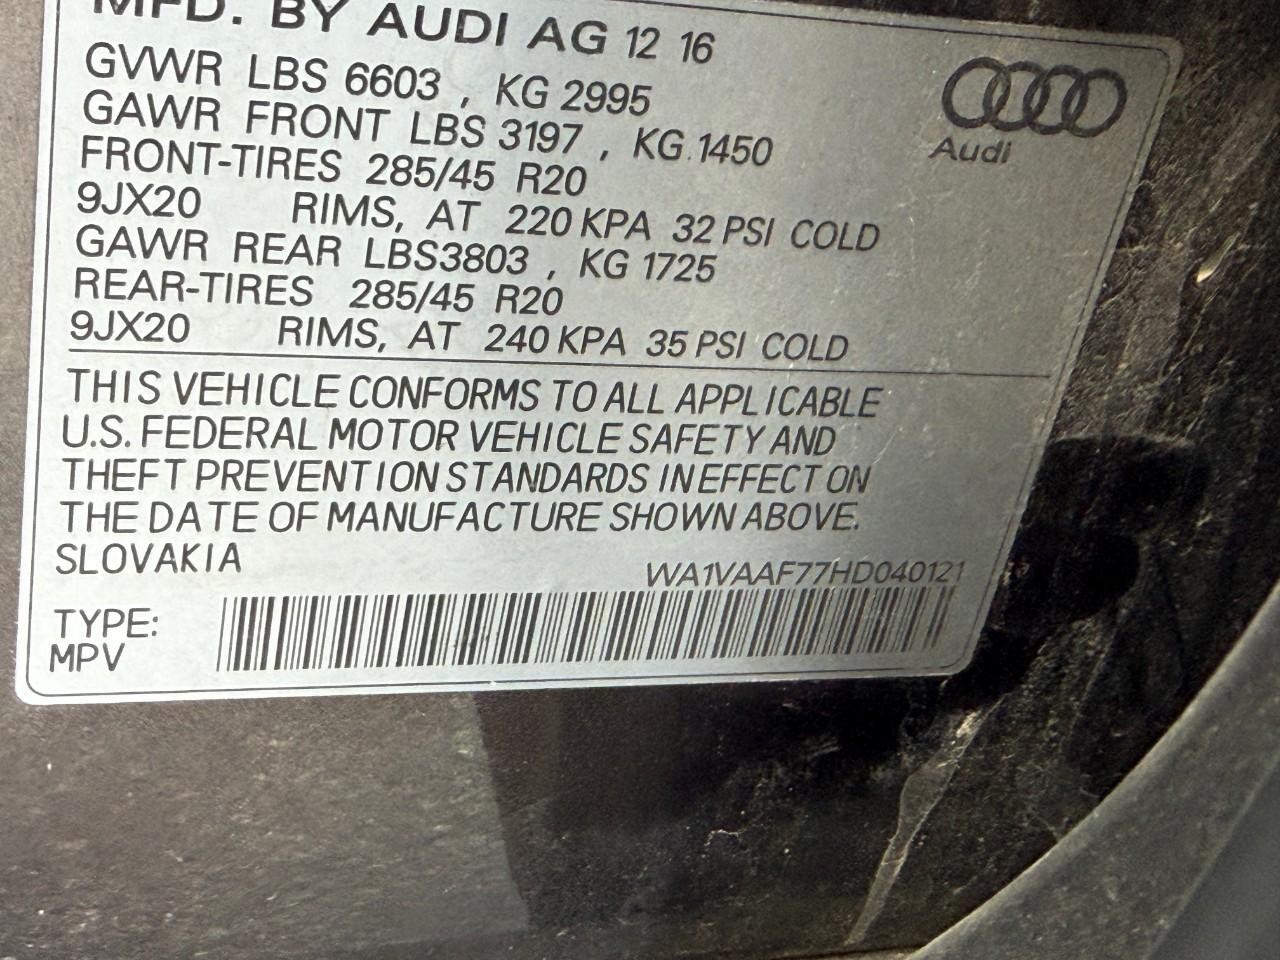 MFD. BY AUDI AG 12 16
GVWR LBS 6603 , KG 2995
GAWR FRONT LBS 3197 , KG 1450
FRONT-TIRES 285/45 R20
9JX20 RIMS, AT 220 KPA 32 PSI COLD
GAWR REAR LBS3803 , KG 1725
REAR-TIRES 285/45 R20
9JX20 RIMS, AT 240 KPA 35 PSI COLD
Audi
THIS VEHICLE CONFORMS TO ALL APPLICABLE
U.S. FEDERAL MOTOR VEHICLE SAFETY AND
THEFT PREVENTION STANDARDS IN EFFECT ON
THE DATE OF MANUFACTURE SHOWN ABOVE.
SLOVAKIA
WA1VAAF77HD040121
TYPE:
MPV